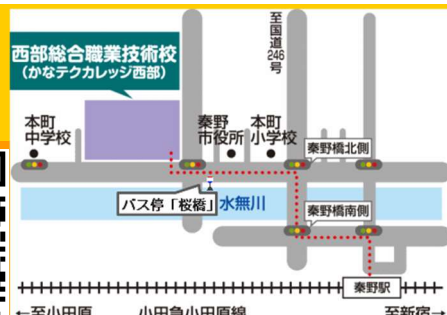 西部総合職業技術校
(かなテクカレッジ西部)
至国道246号
本町
中学校
秦野
市役所
本町
小学校
秦野橋北側
バス停「桜橋」
水無川
秦野橋南側
秦野駅
←至小田原
小田急小田原線
至新宿→